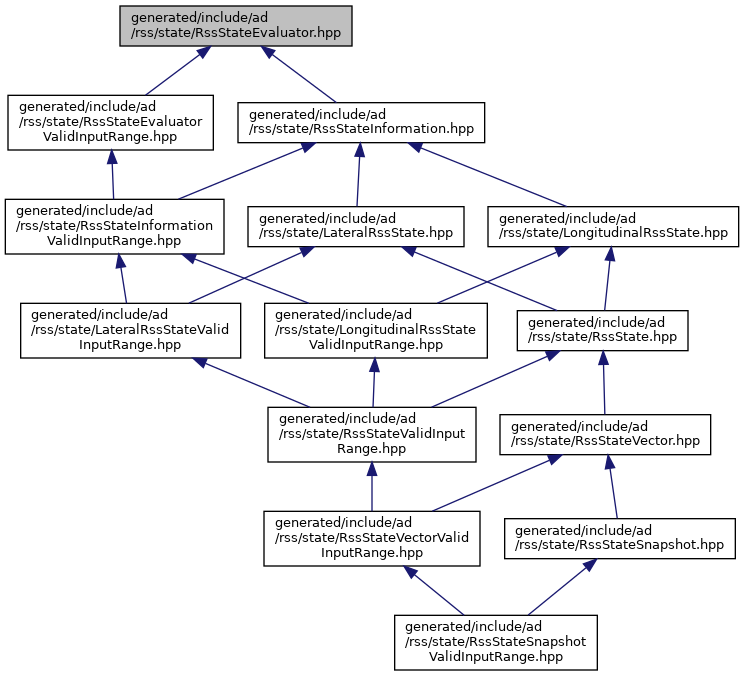 generated/include/ad
/rss/state/RssStateEvaluator.hpp
generated/include/ad
/rss/state/RssStateEvaluator
ValidInputRange.hpp
generated/include/ad
/rss/state/RssStateInformation.hpp
generated/include/ad
/rss/state/RssStateInformation
ValidInputRange.hpp
generated/include/ad
/rss/state/LateralRssState.hpp
generated/include/ad
/rss/state/LongitudinalRssState.hpp
generated/include/ad
/rss/state/LateralRssStateValid
InputRange.hpp
generated/include/ad
/rss/state/LongitudinalRssState
ValidInputRange.hpp
generated/include/ad
/rss/state/RssState.hpp
generated/include/ad
/rss/state/RssStateValidInput
Range.hpp
generated/include/ad
/rss/state/RssStateVector.hpp
generated/include/ad
/rss/state/RssStateVectorValid
InputRange.hpp
generated/include/ad
/rss/state/RssStateSnapshot.hpp
generated/include/ad
/rss/state/RssStateSnapshot
ValidInputRange.hpp